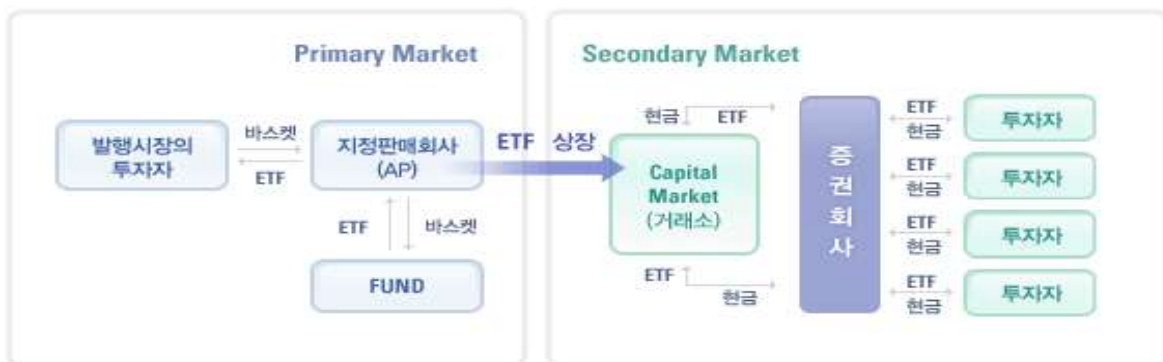 Primary Market
발행시장의
투자자
바스켓
ETF
지정판매회사
(AP)
ETF
바스켓
FUND
ETF 상장
Secondary Market
현금
ETF
Capital
Market
(거래소)
ETF
현금
증
권
회
사
ETF
현금
투자자
ETF
현금
투자자
ETF
현금
투자자
ETF
현금
투자자